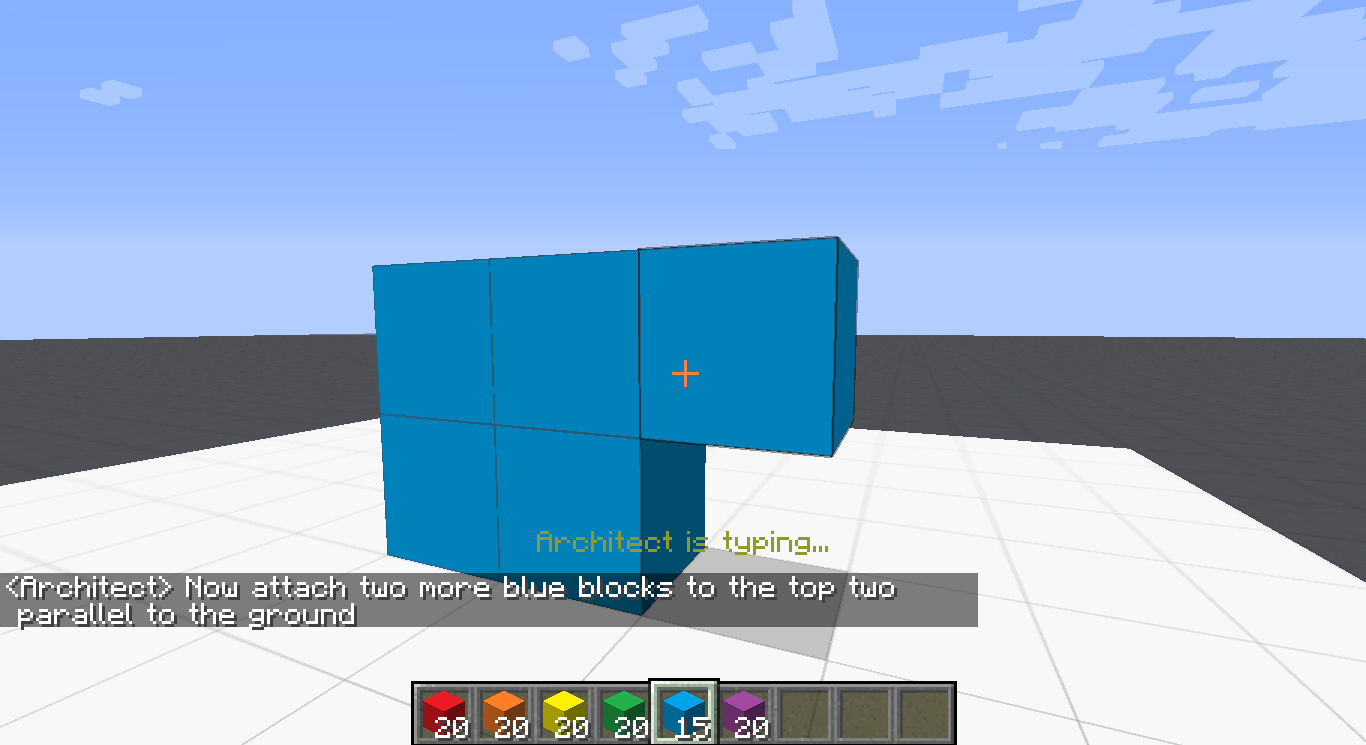 Architect is typing...
<Architect> Now attach two more blue blocks to the top two
parallel to the ground
20 20 20 20 15 20